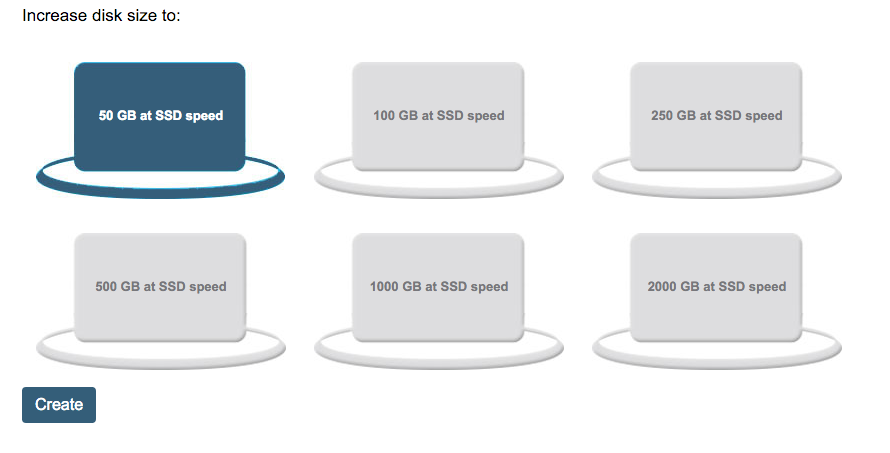 Increase disk size to:
50 GB at SSD speed
100 GB at SSD speed
250 GB at SSD speed
500 GB at SSD speed
1000 GB at SSD speed
2000 GB at SSD speed
Create